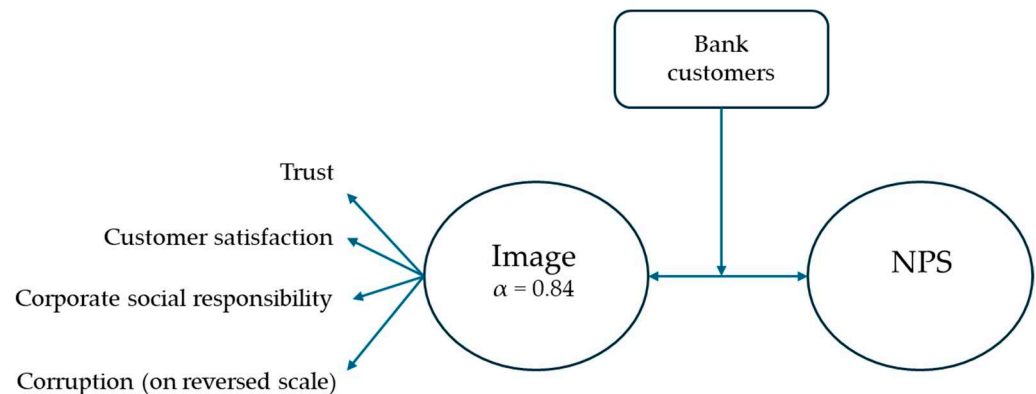 Bank
customers
Trust
Customer satisfaction
Corporate social responsibility
Corruption (on reversed scale)
Image
α = 0.84
NPS